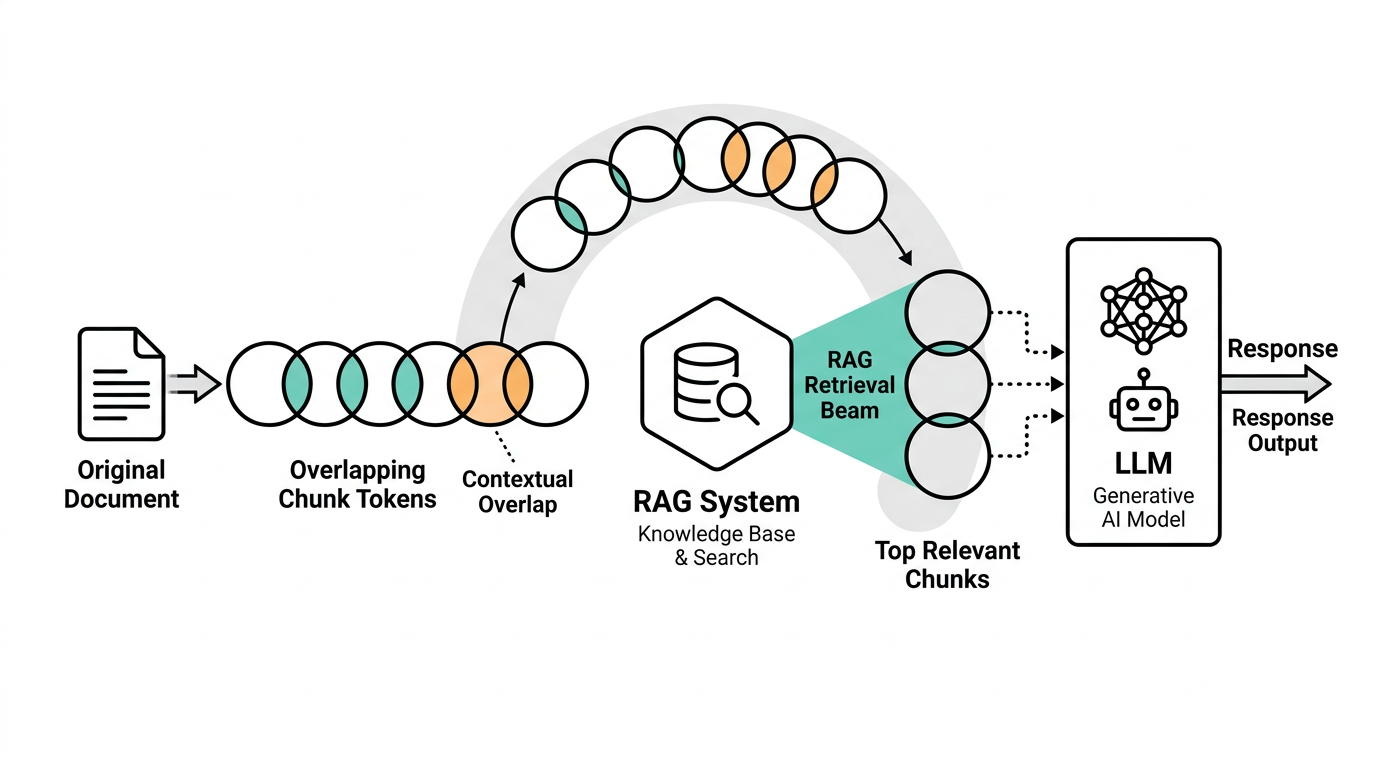 Original
Document
Overlapping
Chunk Tokens
Contextual
Overlap
RAG System
Knowledge Base
& Search
RAG
Retrieval
Beam
Top Relevant
Chunks
LLM
Generative
AI Model
Response
Response
Output